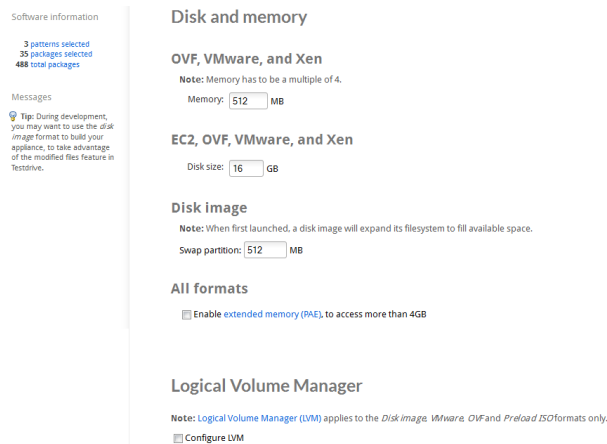 Software information
3 patterns selected
35 packages selected
488 total packages
Messages
Tip: During development,
you may want to use the disk
image format to build your
appliance, to take advantage
of the modified files feature in
Testdrive.
Disk and memory
OVF, VMware, and Xen
Note: Memory has to be a multiple of 4.
Memory: 512 MB
EC2, OVF, VMware, and Xen
Disk size: 16 GB
Disk image
Note: When first launched, a disk image will expand its filesystem to fill available space.
Swap partition: 512 MB
All formats
Enable extended memory (PAE), to access more than 4GB
Logical Volume Manager
Note: Logical Volume Manager (LVM) applies to the Disk image, VMware, OVF and Preload ISO formats only.
Configure LVM